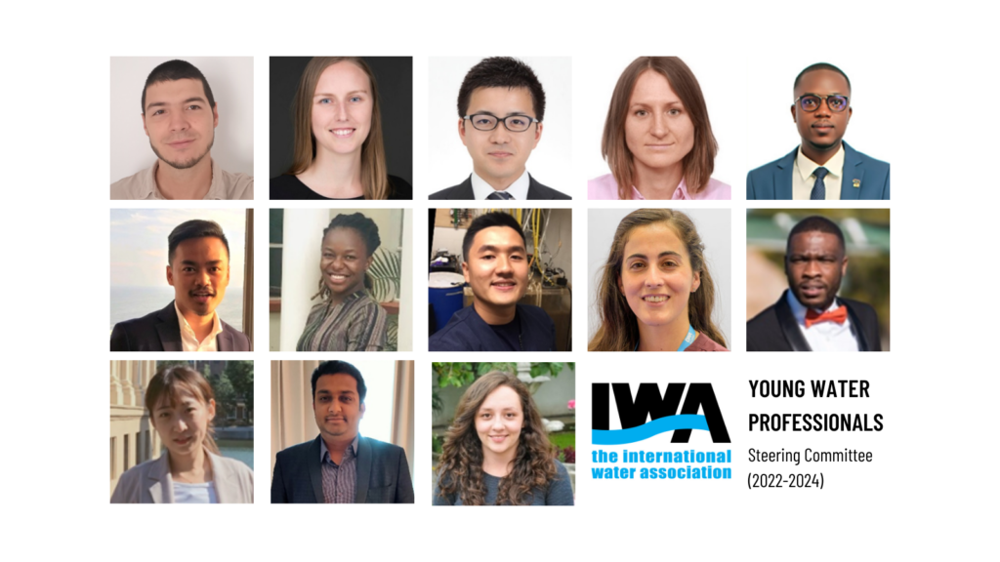 IWA
the international
water association
YOUNG WATER
PROFESSIONALS
Steering Committee
(2022-2024)